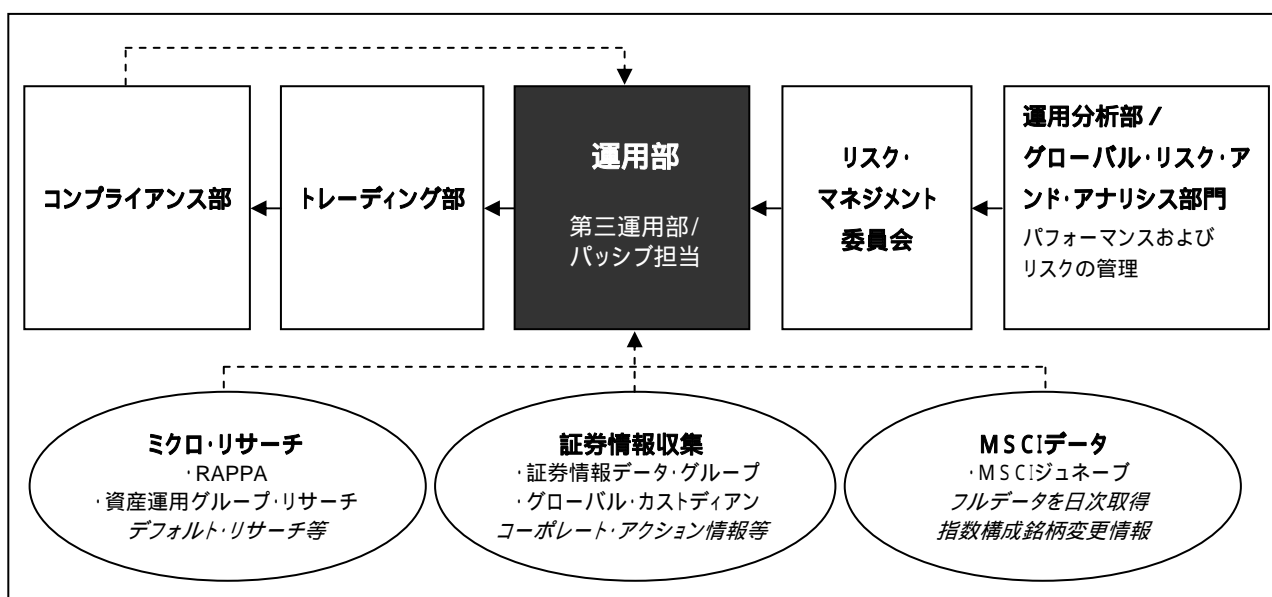 コンプライアンス部
トレーディング部
運用部
第三運用部/
パッシブ担当
リスク・
マネジメント
委員会
運用分析部/
グローバル・リスク・ア
ンド・アナリシス部門
パフォーマンスおよび
リスクの管理
ミクロ・リサーチ
・RAPPA
・資産運用グループ・リサーチ
デフォルト・リサーチ等
証券情報収集
・証券情報データ・グループ
・グローバル・カストディアン
コーポレート・アクション情報等
MSCIデータ
・MSCIジュネーブ
フルデータを日次取得
指数構成銘柄変更情報